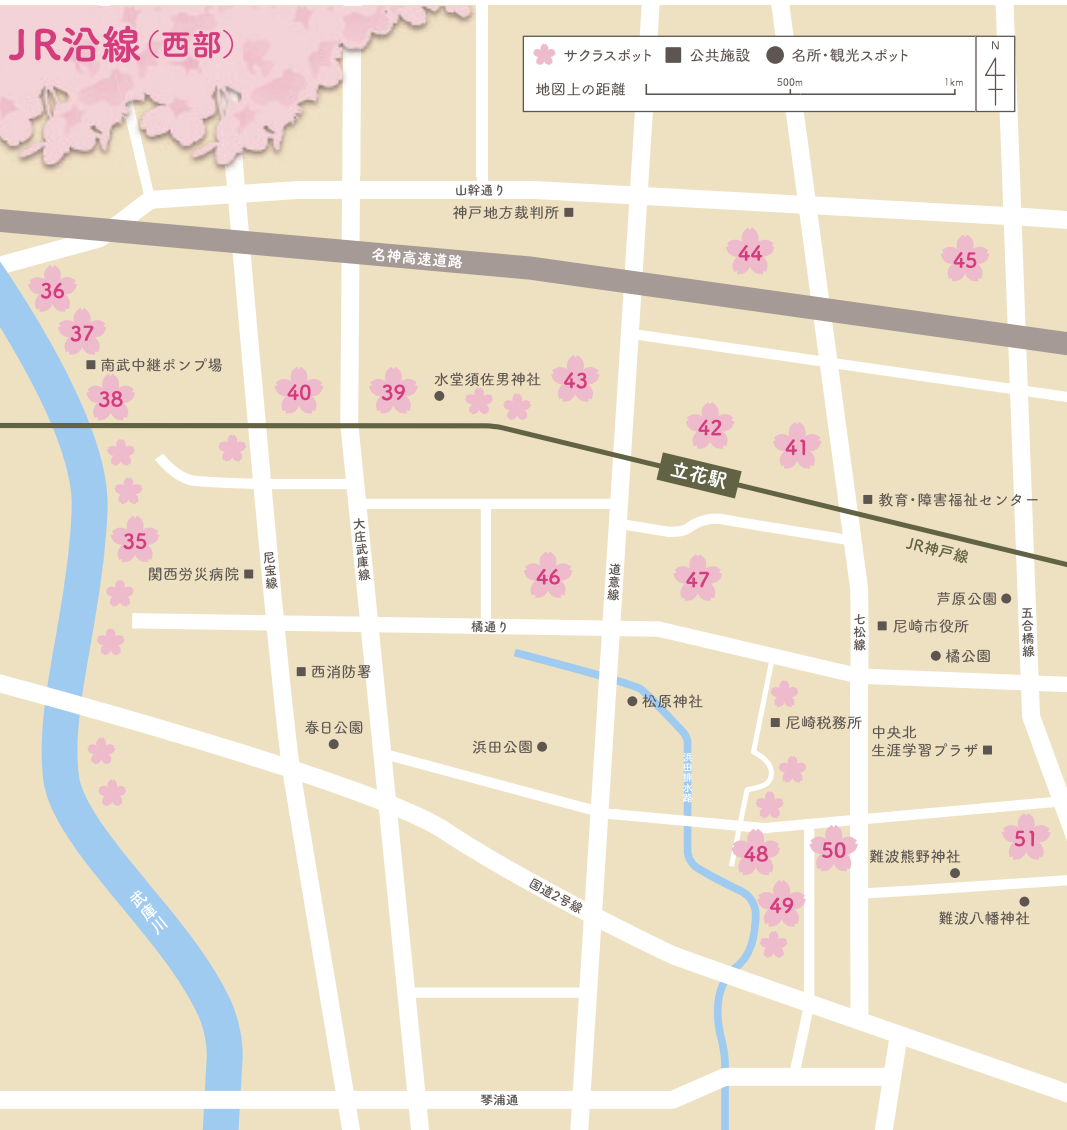 JR沿線（西部）
サクラスポット
公共施設
名所・観光スポット
地図上の距離
500m
1km
N
山幹通り
神戸地方裁判所
名神高速道路
44
45
36
37
南武中継ポンプ場
38
40
39
水堂須佐男神社
43
42
41
立花駅
教育・障害福祉センター
JR神戸線
35
関西労災病院
尼宝線
大庄武庫線
46
道意線
47
芦原公園
七松線
尼崎市役所
五合橋線
橘通り
橘公園
西消防署
松原神社
春日公園
浜田公園
尼崎税務所
中央北
生涯学習プラザ
浜田排水路
48
50
51
難波熊野神社
49
国道2号線
難波八幡神社
武庫川
琴浦通